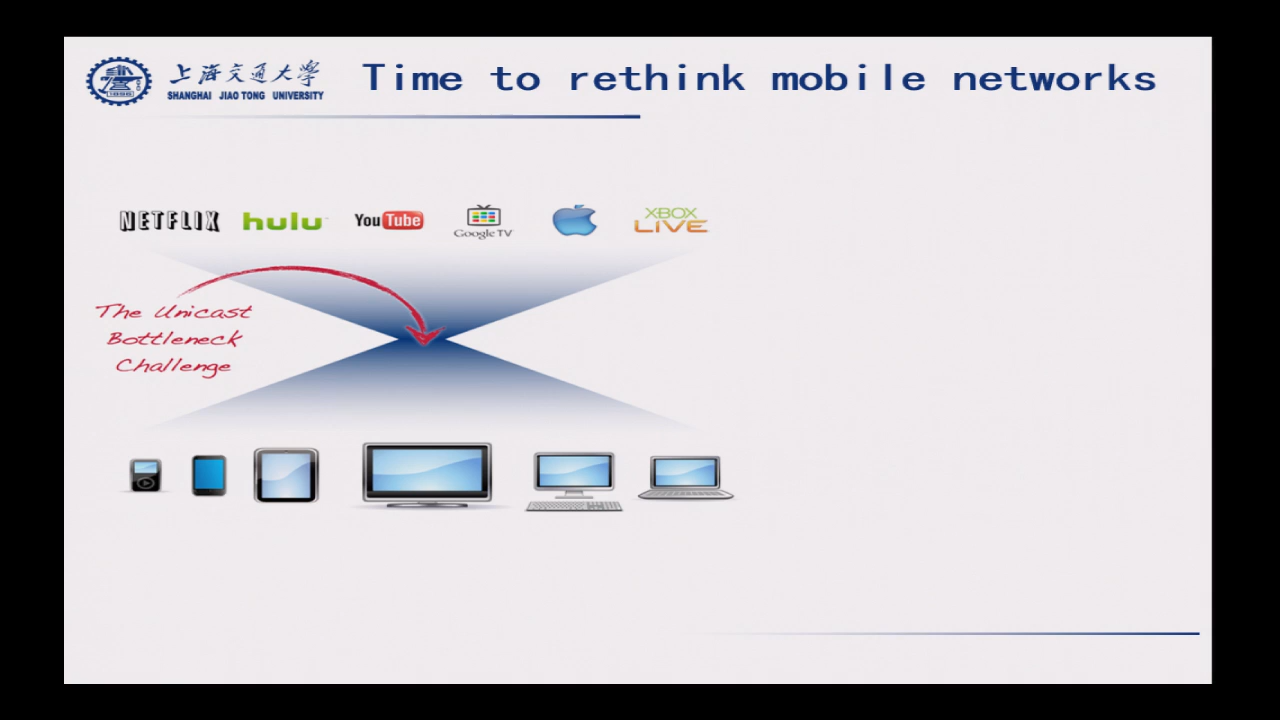 上海交通大學
SHANGHAI JIAO TONG UNIVERSITY
1896
Time to rethink mobile networks
NETFLIX hulu YouTube Google TV XBOX LIVE
The Unicast
Bottleneck
Challenge